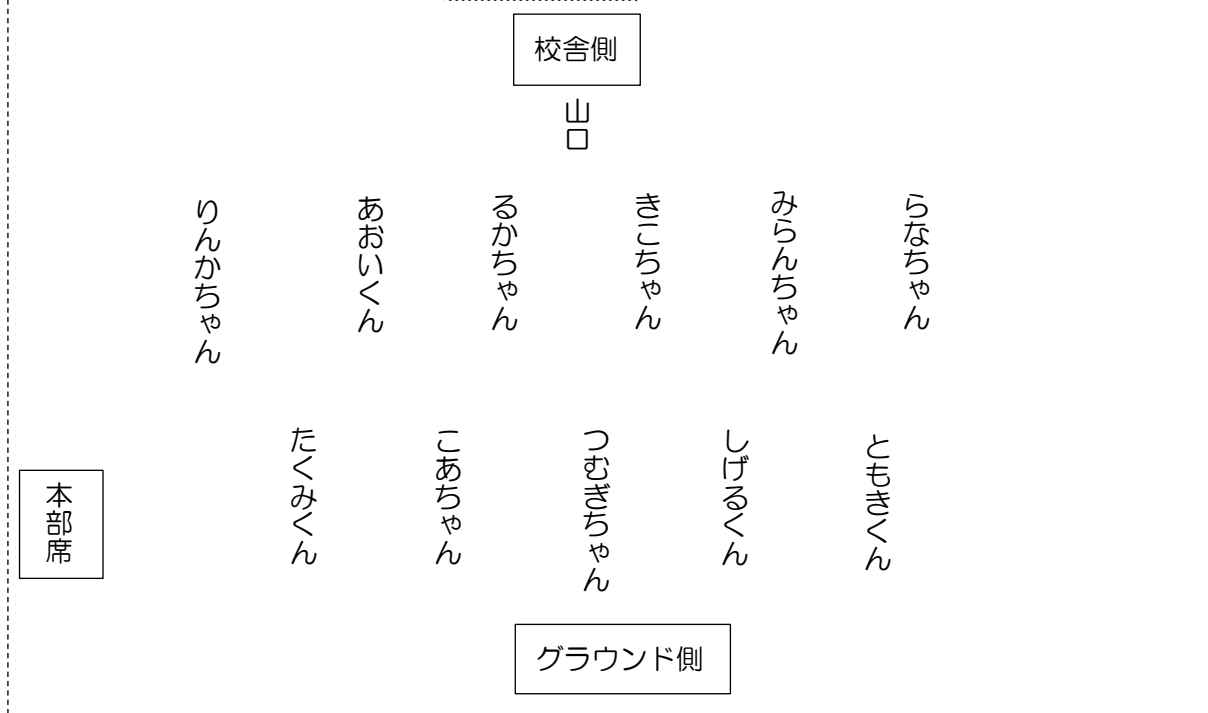 校舎側
山口
りんかちゃん
あおいくん
るかちゃん
きこちゃん
みらんちゃん
らなちゃん
たくみくん
こあちゃん
つむぎちゃん
しげるくん
ともきくん
本部席
グラウンド側